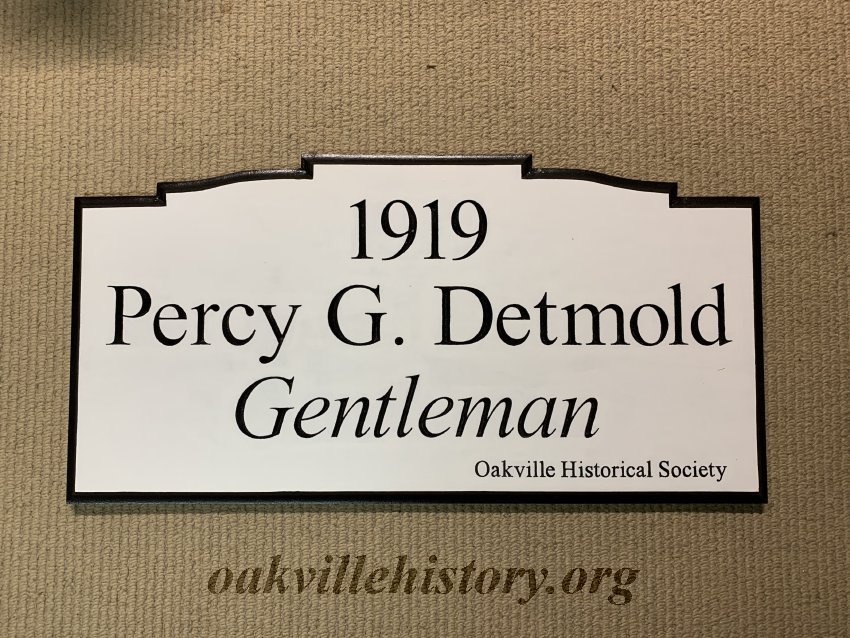 1919
Percy G. Detmold
Gentleman
Oakville Historical Society
oakvillehistory.org